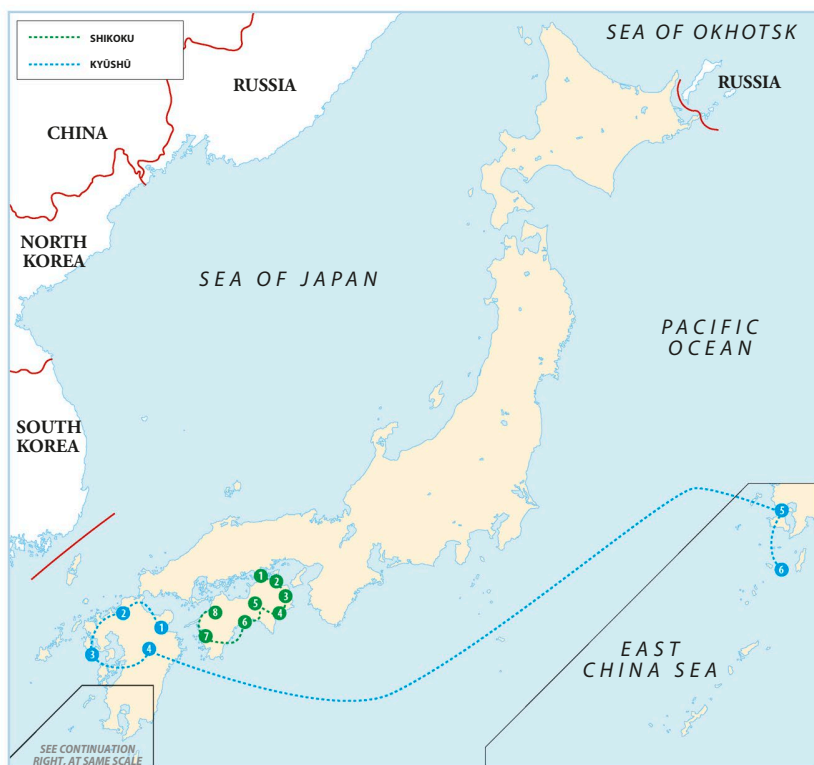 SHIKOKU
KYŪSHŪ
SEA OF OKHOTSK
RUSSIA
RUSSIA
CHINA
NORTH
KOREA
SEA OF JAPAN
PACIFIC
OCEAN
SOUTH
KOREA
5
6
1
2
3
5
4
8
6
7
2
1
4
3
EAST
CHINA SEA
SEE CONTINUATION
RIGHT, AT SAME SCALE